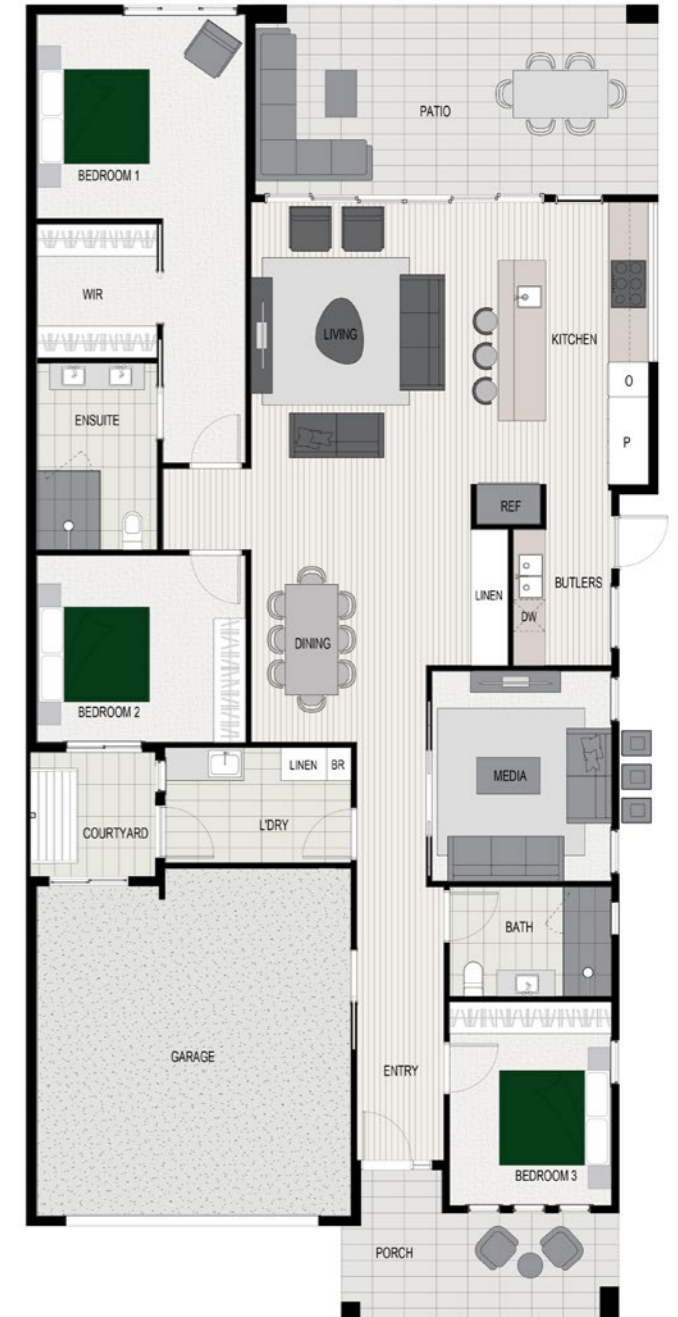 PATIO
BEDROOM 1
WIR
LIVING
KITCHEN
O
ENSUITE
P
REF
LINEN
BUTLERS
DW
DINING
BEDROOM 2
LINEN
BR
MEDIA
COURTYARD
L'DRY
BATH
GARAGE
ENTRY
BEDROOM 3
PORCH